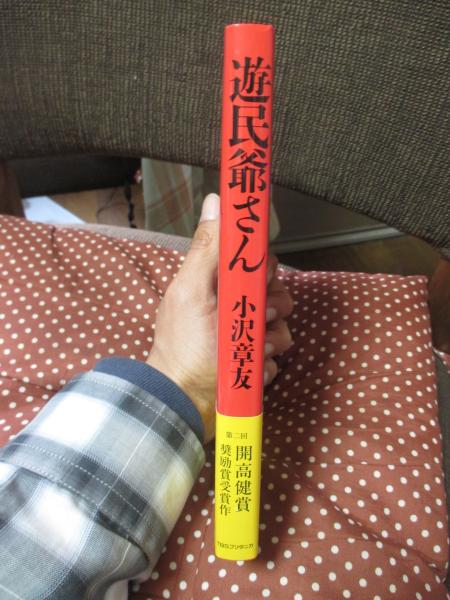 遊民爺さん
小沢章友
第二回
開高健賞
奨励賞受賞作
TBSブリタニカ